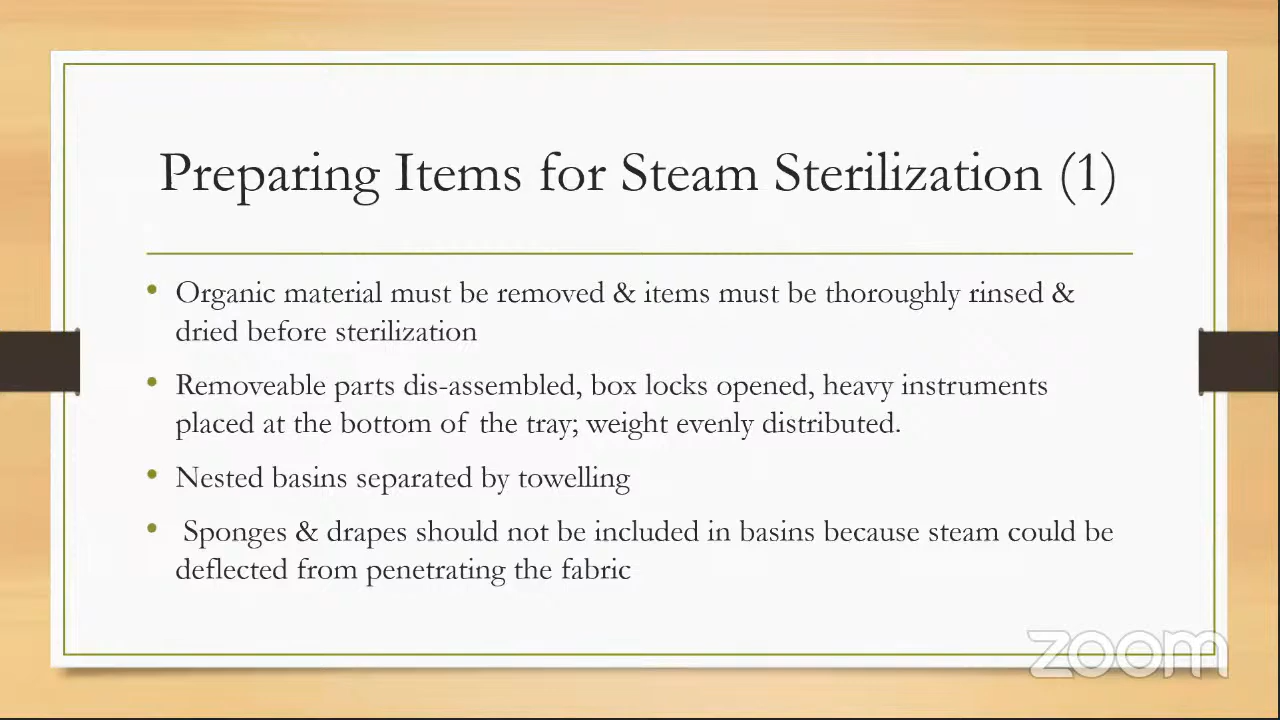 Preparing Items for Steam Sterilization (1)
• Organic material must be removed & items must be thoroughly rinsed &
dried before sterilization
• Removeable parts dis-assembled, box locks opened, heavy instruments
placed at the bottom of the tray; weight evenly distributed.
• Nested basins separated by towelling
• Sponges & drapes should not be included in basins because steam could be
deflected from penetrating the fabric
zoom